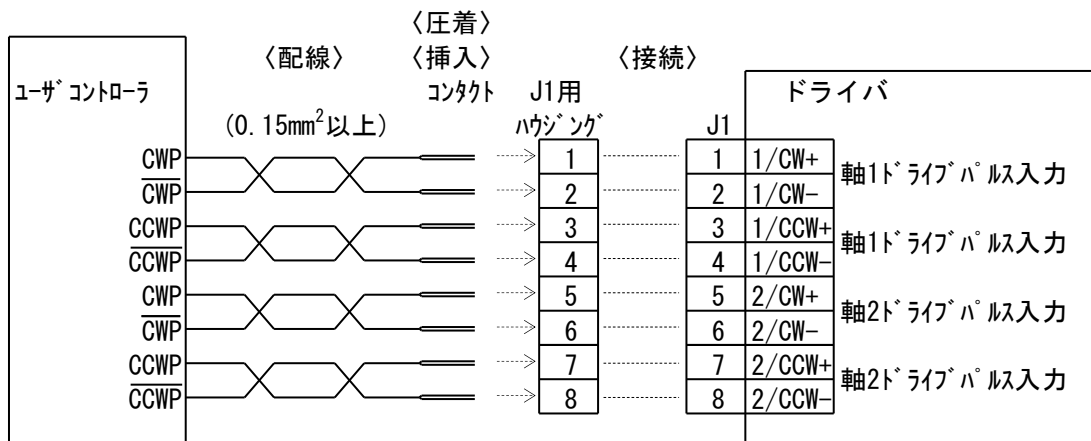 〈圧着〉
〈配線〉 〈挿入〉 〈接続〉
ﾕｰｻﾞｺﾝﾄﾛｰﾗ ｺﾝﾀｸﾄ J1用 ドライバ
(0.15mm²以上) ﾊｳｼﾞﾝｸﾞ J1
CWP 1 1 1/CW+
軸1ﾄﾞﾗｲﾌﾞﾊﾟﾙｽ入力
C̅W̅P̅ 2 2 1/CW-
CCWP 3 3 1/CCW+
軸1ﾄﾞﾗｲﾌﾞﾊﾟﾙｽ入力
C̅C̅W̅P̅ 4 4 1/CCW-
CWP 5 5 2/CW+
軸2ﾄﾞﾗｲﾌﾞﾊﾟﾙｽ入力
C̅W̅P̅ 6 6 2/CW-
CCWP 7 7 2/CCW+
軸2ﾄﾞﾗｲﾌﾞﾊﾟﾙｽ入力
C̅C̅W̅P̅ 8 8 2/CCW-